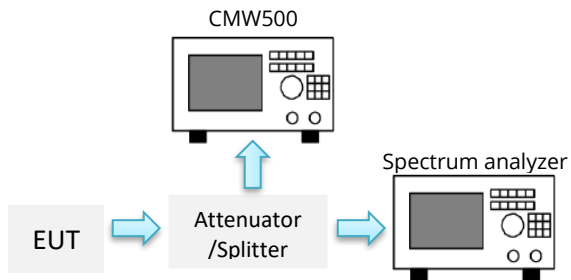 CMW500
Spectrum analyzer
EUT
Attenuator
/Splitter